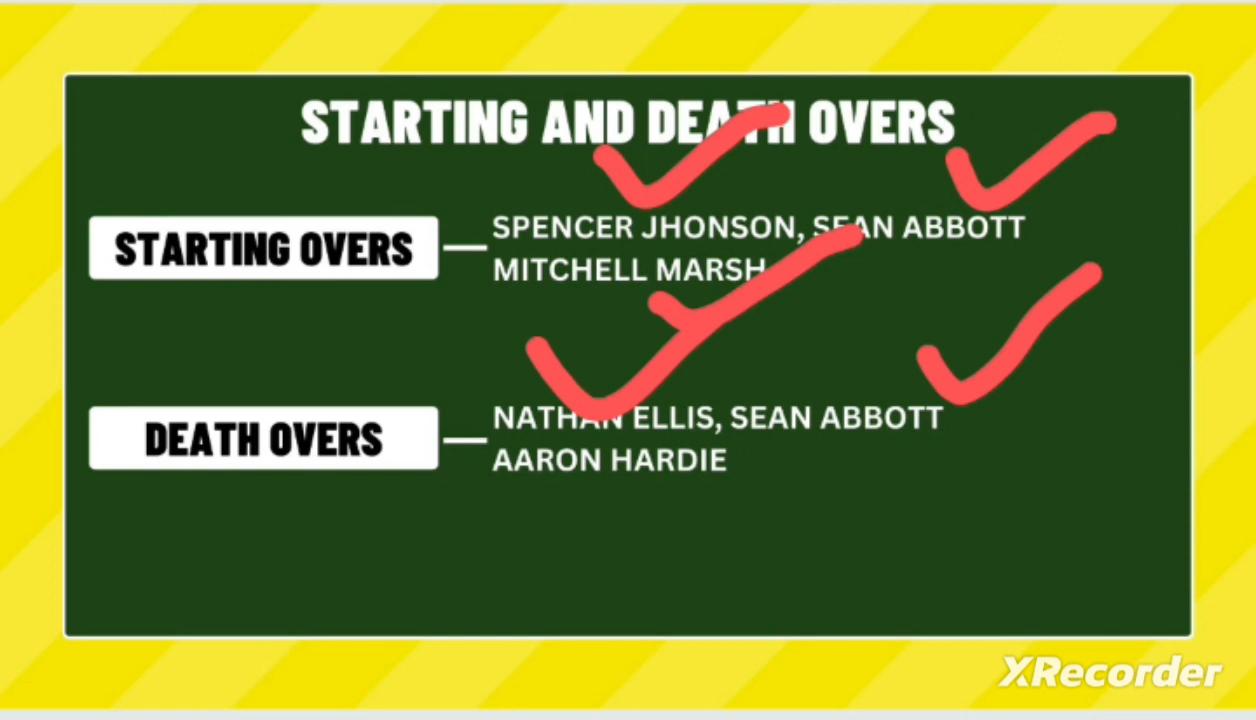 STARTING AND DEATH OVERS
STARTING OVERS
SPENCER JHONSON, SEAN ABBOTT
MITCHELL MARSH
DEATH OVERS
NATHAN ELLIS, SEAN ABBOTT
AARON HARDIE
XRecorder